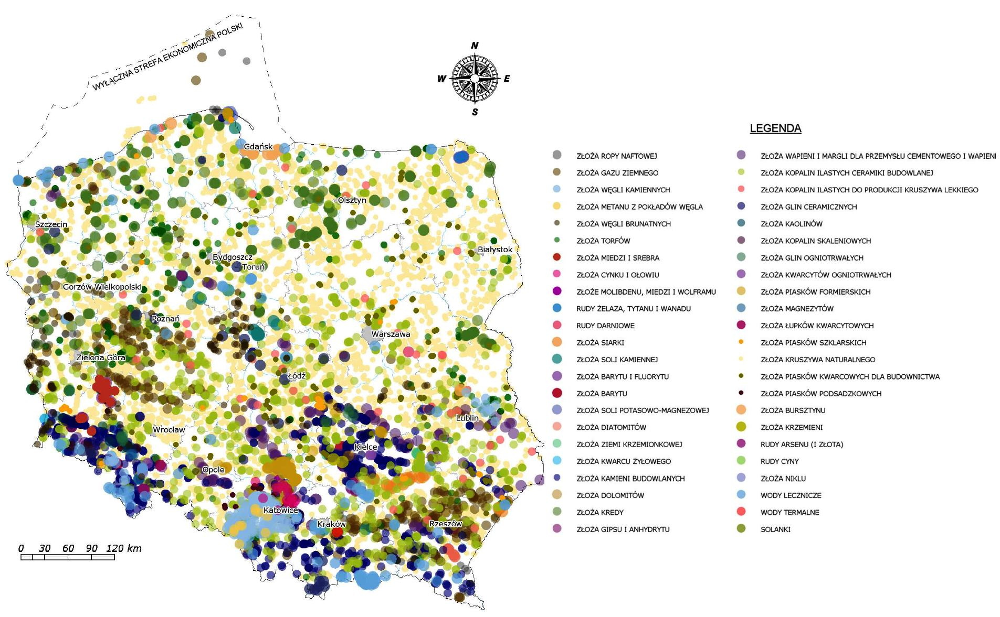 WYŁĄCZNA STREFA EKONOMICZNA POLSKI
N
W
E
S
Gdańsk
Olsztyn
Szczecin
Białystok
Bydgoszcz
Toruń
Gorzów Wielkopolski
Poznań
Warszawa
Zielona Góra
Łódź
Lublin
Wrocław
Kielce
Opole
Katowice
Kraków
Rzeszów
0 30 60 90 120 km
LEGENDA
ZŁOŻA ROPY NAFTOWEJ
ZŁOŻA GAZU ZIEMNEGO
ZŁOŻA WĘGLI KAMIENNYCH
ZŁOŻA METANU Z POKŁADÓW WĘGLA
ZŁOŻA WĘGLI BRUNATNYCH
ZŁOŻA TORFÓW
ZŁOŻA MIEDZI I SREBRA
ZŁOŻA CYNKU I OŁOWIU
ZŁOŻE MOLIBDENU, MIEDZI I WOLFRAMU
RUDY ŻELAZA, TYTANU I WANADU
RUDY DARNIOWE
ZŁOŻA SIARKI
ZŁOŻA SOLI KAMIENNEJ
ZŁOŻA BARYTU I FLUORYTU
ZŁOŻA BARYTU
ZŁOŻA SOLI POTASOWO-MAGNEZOWEJ
ZŁOŻA DIATOMITÓW
ZŁOŻA ZIEMI KRZEMIONKOWEJ
ZŁOŻA KWARCU ŻYŁOWEGO
ZŁOŻA KAMIENI BUDOWLANYCH
ZŁOŻA DOLOMITÓW
ZŁOŻA KREDY
ZŁOŻA GIPSU I ANHYDRYTU
ZŁOŻA WAPIENI I MARGLI DLA PRZEMYSŁU CEMENTOWEGO I WAPIENI
ZŁOŻA KOPALIN ILASTYCH CERAMIKI BUDOWLANEJ
ZŁOŻA KOPALIN ILASTYCH DO PRODUKCJI KRUSZYWA LEKKIEGO
ZŁOŻA GLIN CERAMICZNYCH
ZŁOŻA KAOLINÓW
ZŁOŻA KOPALIN SKALENIOWYCH
ZŁOŻA GLIN OGNIOTRWAŁYCH
ZŁOŻA KWARCYTÓW OGNIOTRWAŁYCH
ZŁOŻA PIASKÓW FORMIERSKICH
ZŁOŻA MAGNEZYTÓW
ZŁOŻA ŁUPKÓW KWARCYTOWYCH
ZŁOŻA PIASKÓW SZKLARSKICH
ZŁOŻA KRUSZYWA NATURALNEGO
ZŁOŻA PIASKÓW KWARCOWYCH DLA BUDOWNICTWA
ZŁOŻA PIASKÓW PODSADZKOWYCH
ZŁOŻA BURSZTYNU
ZŁOŻA KRZEMIENI
RUDY ARSENU (I ZŁOTA)
RUDY CYNY
ZŁOŻA NIKLU
WODY LECZNICZE
WODY TERMALNE
SOLANKI